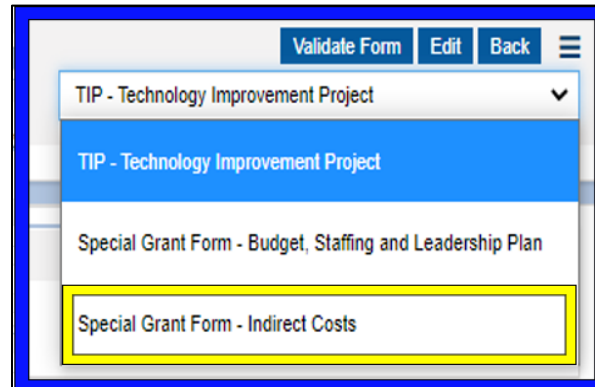 Validate Form Edit Back
TIP - Technology Improvement Project
TIP - Technology Improvement Project
Special Grant Form - Budget, Staffing and Leadership Plan
Special Grant Form - Indirect Costs